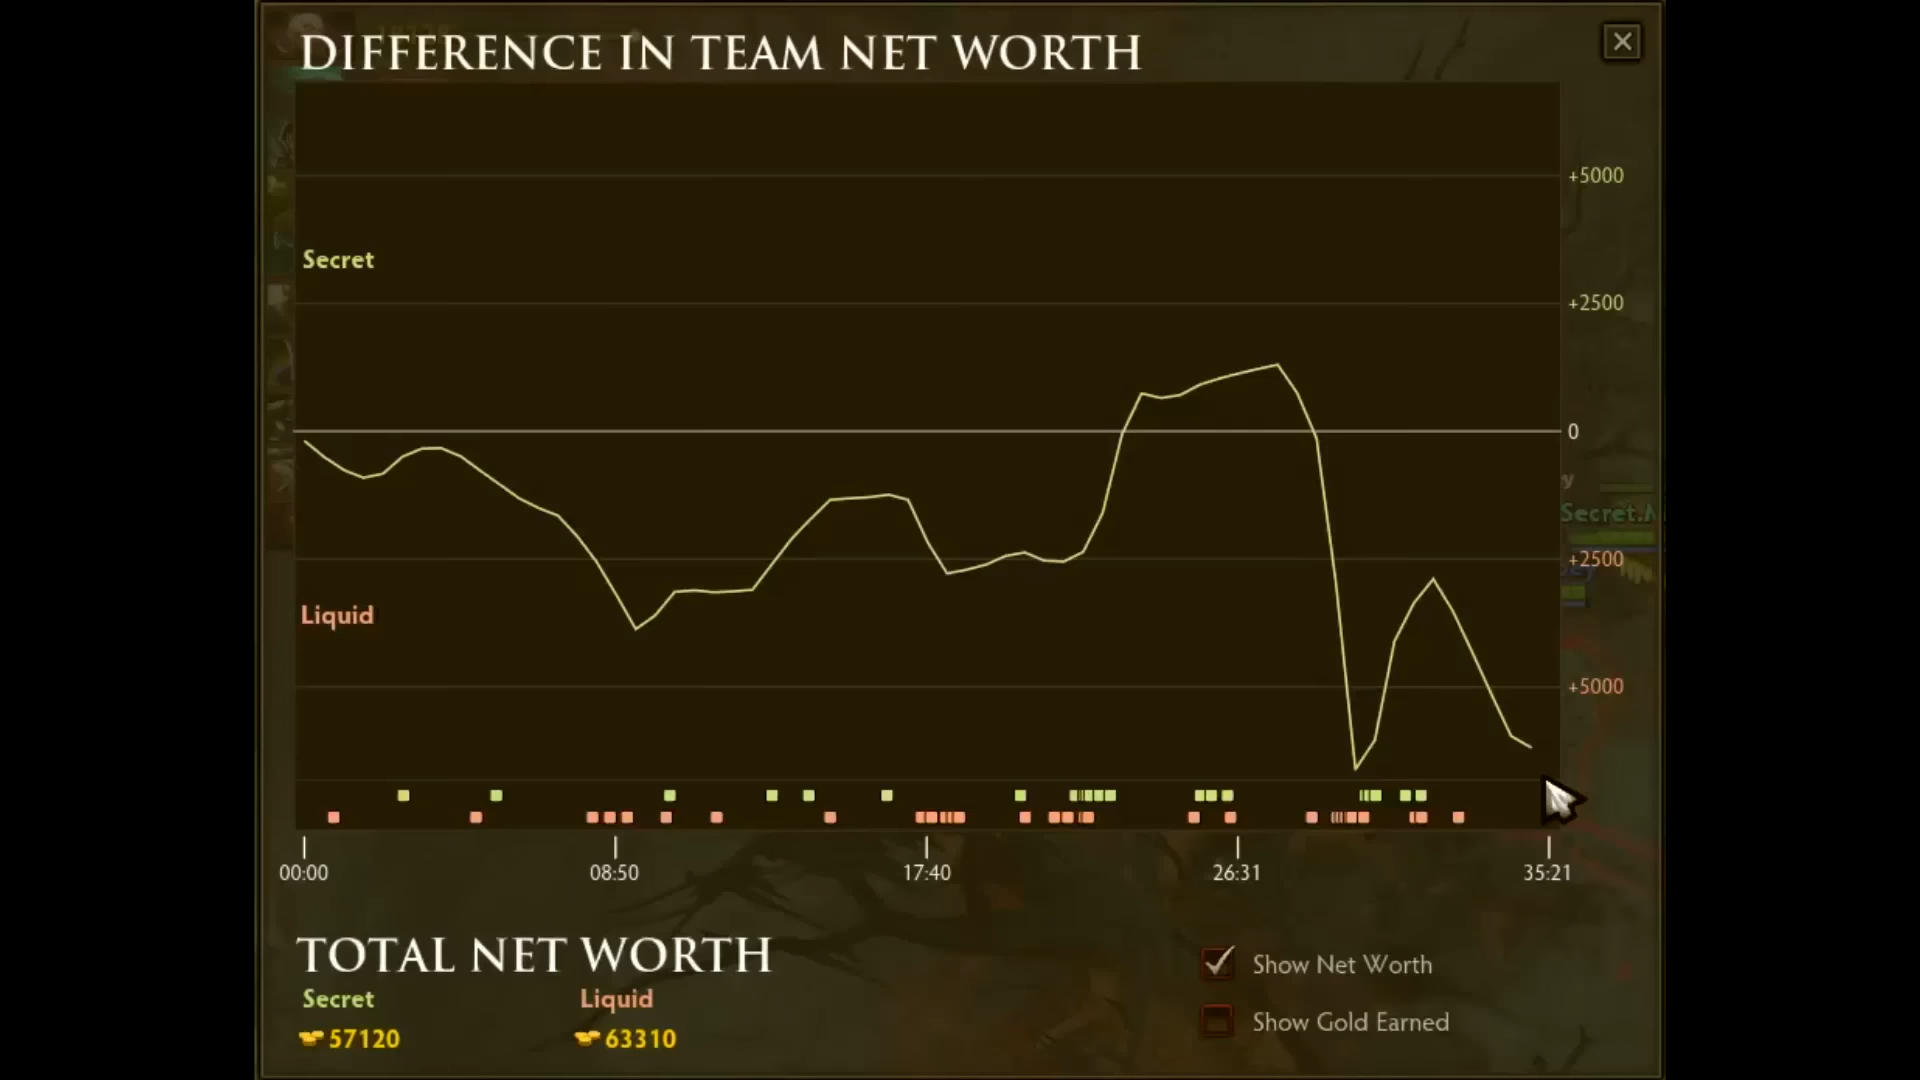 DIFFERENCE IN TEAM NET WORTH
+5000
Secret
+2500
0
Secret.
+2500
Liquid
+5000
00:00 08:50 17:40 26:31 35:21
TOTAL NET WORTH
Secret Liquid
57120 63310
Show Net Worth
Show Gold Earned